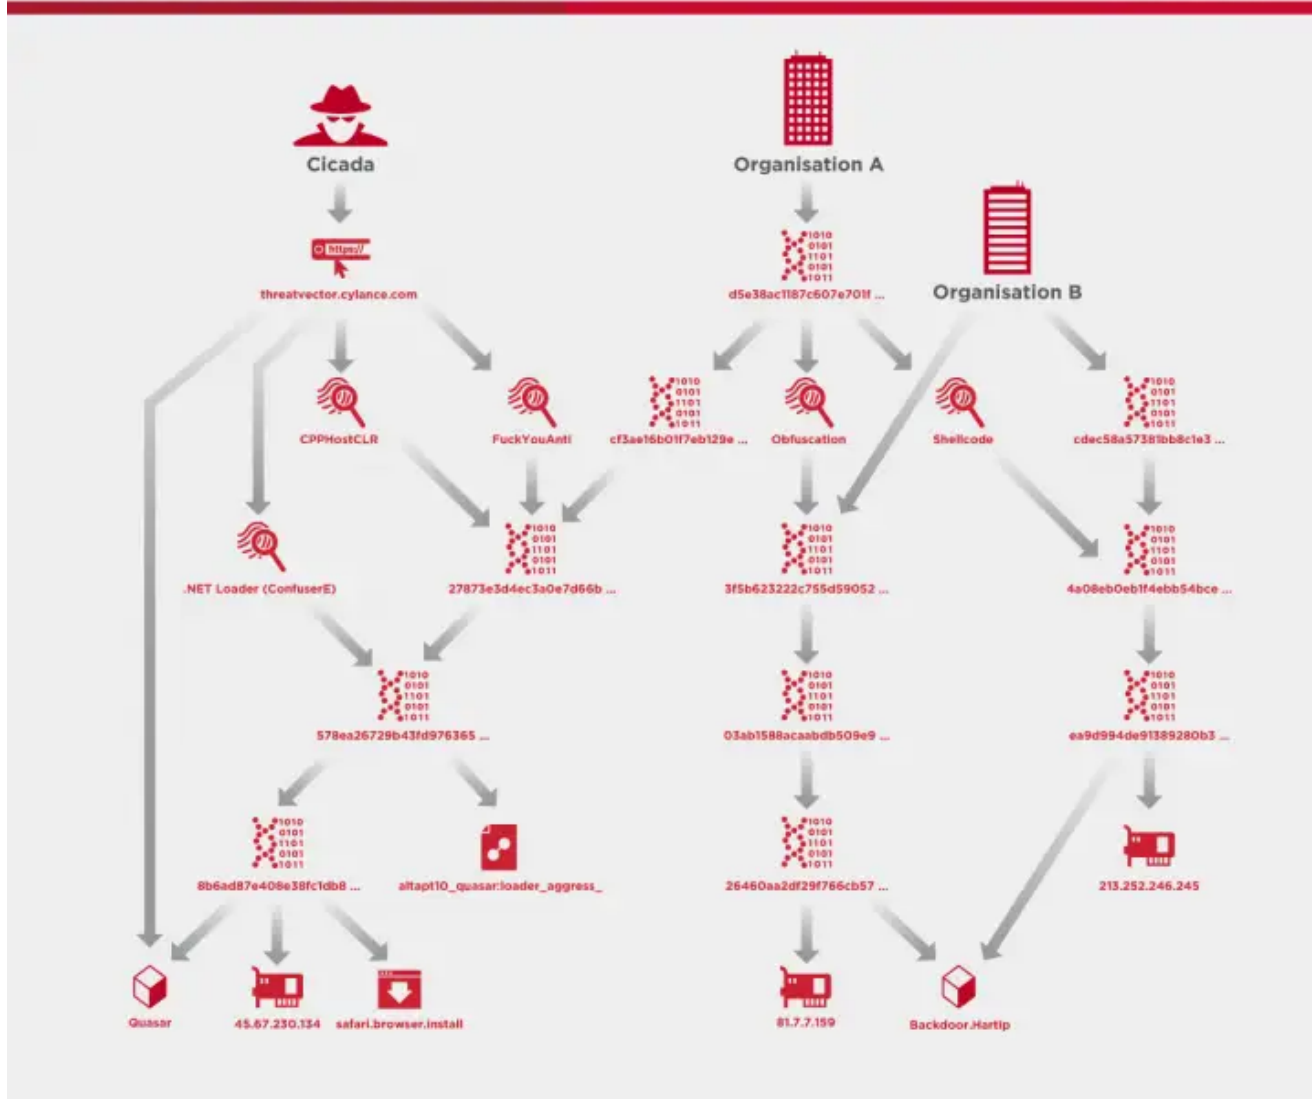 Cicada
Organisation A
https://
threatvector.cylance.com
d5e38ac1187c607e701f ...
Organisation B
CPPHostCLR
FuckYouAnti
cf3ae16b01f7eb129e ...
Obfuscation
Shellcode
cdec58a57381bb8c1e3 ...
.NET Loader (ConfuserE)
27873e3d4ec3a0e7d66b ...
3f5b623222c755d59052 ...
4a08eb0eb1f4ebb54bce ...
578ea26729b43fd976365 ...
03ab1588acaabdb509e9 ...
ea9d994de91389280b3 ...
8b6ad87e408e38fc1db8 ...
altapt10_quasar:loader_aggress_
26460aa2df29f766cb57 ...
213.252.246.245
Quasar
45.67.230.134
safari.browser.install
81.7.7.159
Backdoor.Hartip